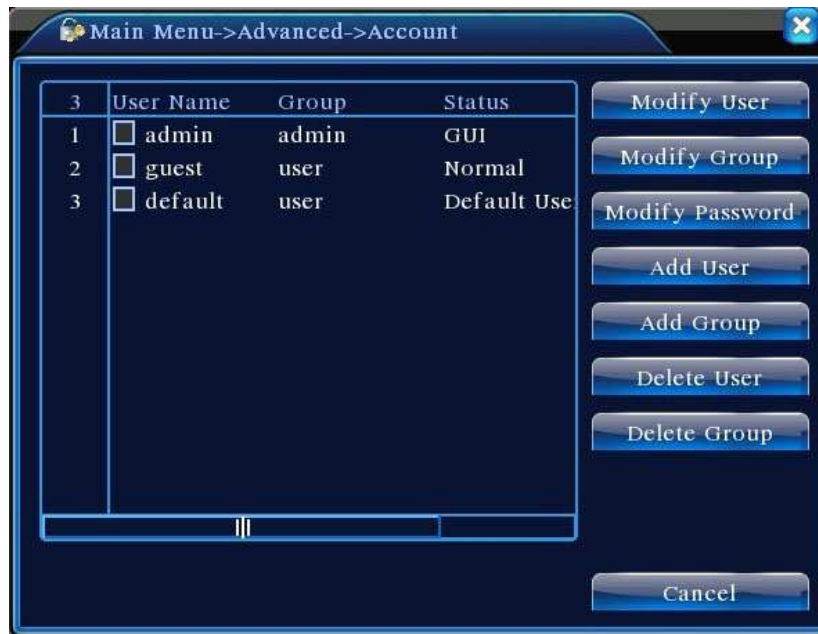 Main Menu->Advanced->Account
3 User Name Group Status
1 admin admin GUI
2 guest user Normal
3 default user Default Use
Modify User
Modify Group
Modify Password
Add User
Add Group
Delete User
Delete Group
Cancel